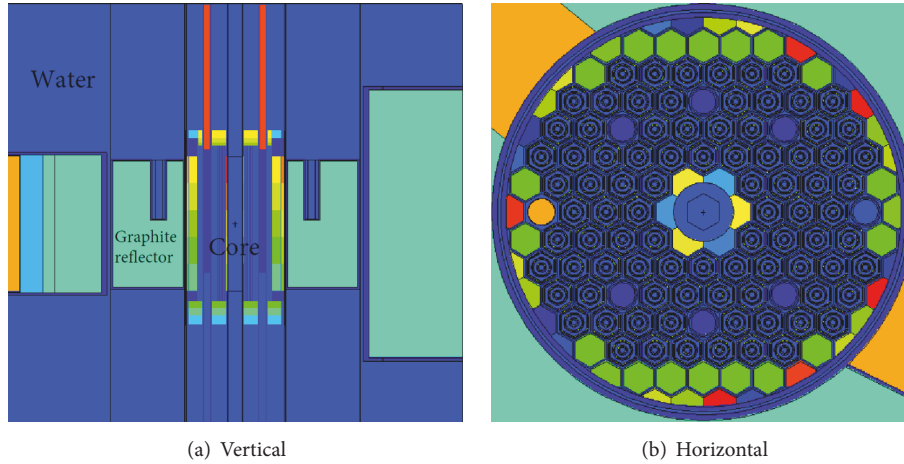 Water
Graphite
reflector
Core
(a) Vertical
(b) Horizontal